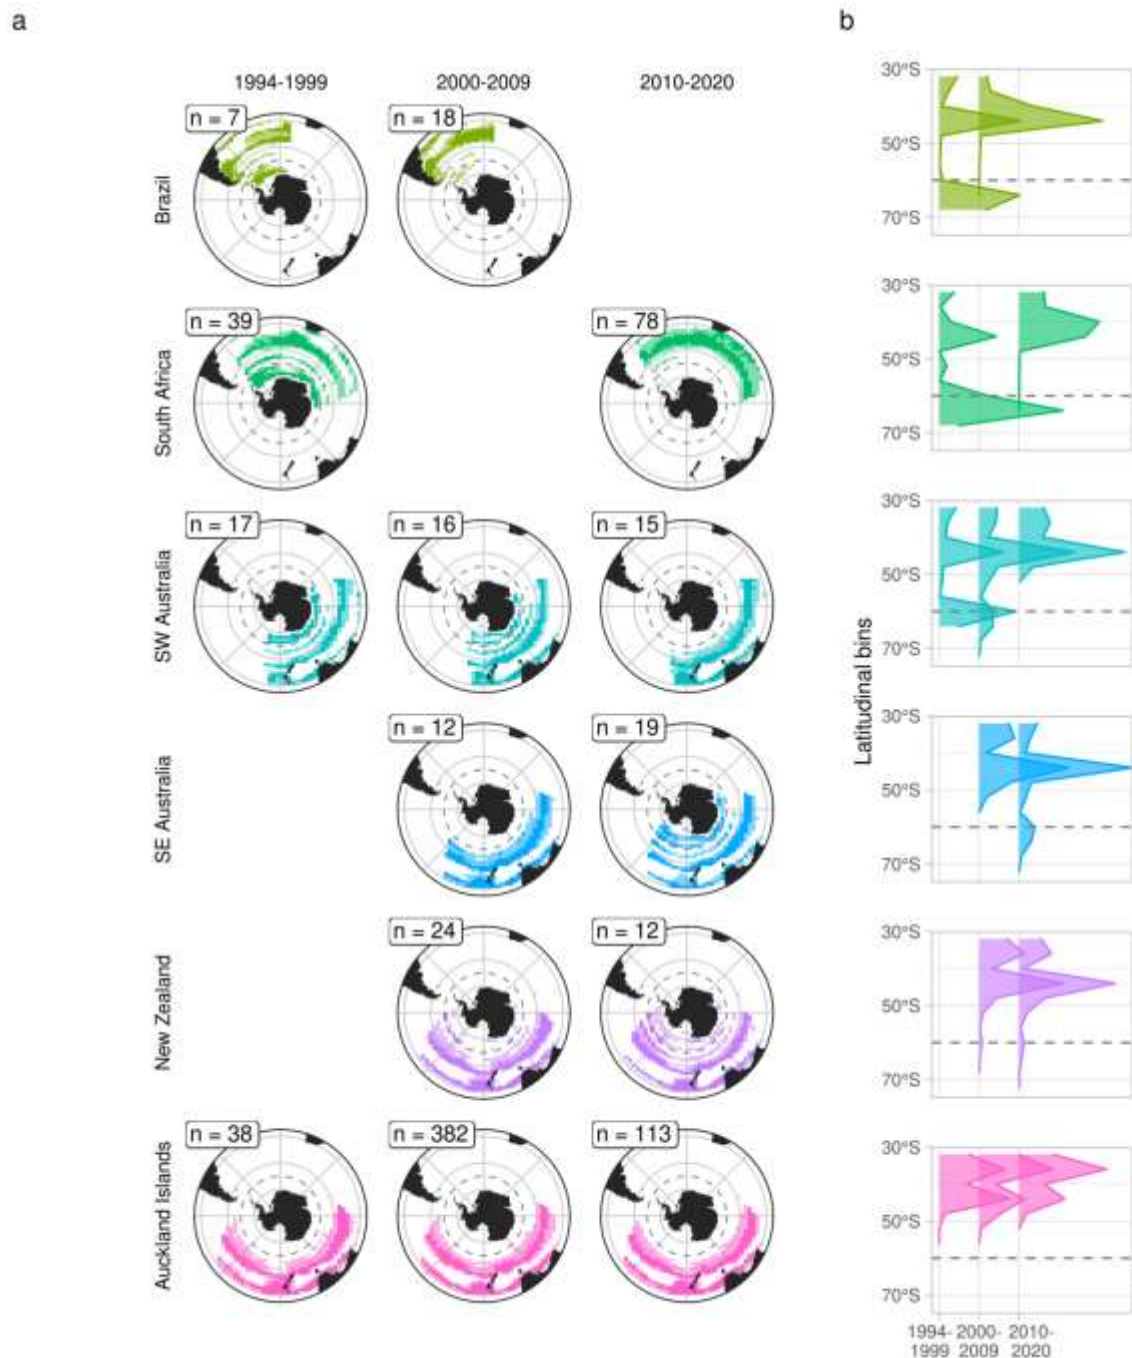 a
b
1994-1999
2000-2009
2010-2020
Brazil
n = 7
n = 18
South Africa
n = 39
n = 78
SW Australia
n = 17
n = 16
n = 15
SE Australia
n = 12
n = 19
New Zealand
n = 24
n = 12
Auckland Islands
n = 38
n = 382
n = 113
Latitudinal bins
30°S
50°S
70°S
30°S
50°S
70°S
30°S
50°S
70°S
30°S
50°S
70°S
30°S
50°S
70°S
30°S
50°S
70°S
1994-
1999
2000-
2009
2010-
2020